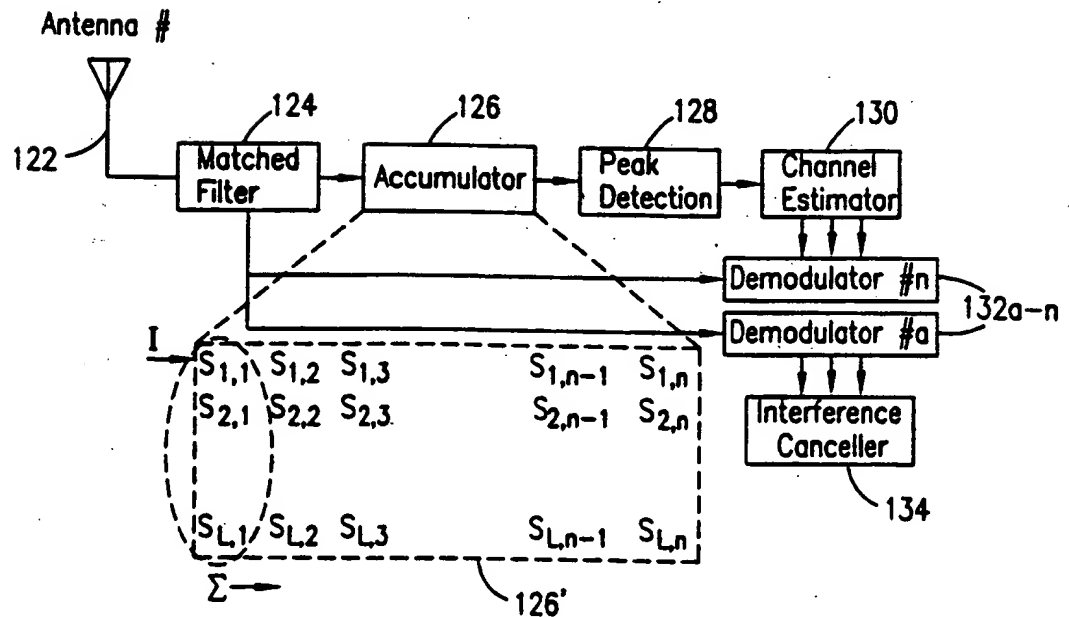 Antenna #
122
124
Matched
Filter
126
Accumulator
128
Peak
Detection
130
Channel
Estimator
Demodulator #n
132a-n
Demodulator #a
Interference
Canceller
134
I
S1,1 S1,2 S1,3 S1,n-1 S1,n
S2,1 S2,2 S2,3 S2,n-1 S2,n
SL,1 SL,2 SL,3 SL,n-1 SL,n
Σ
126'